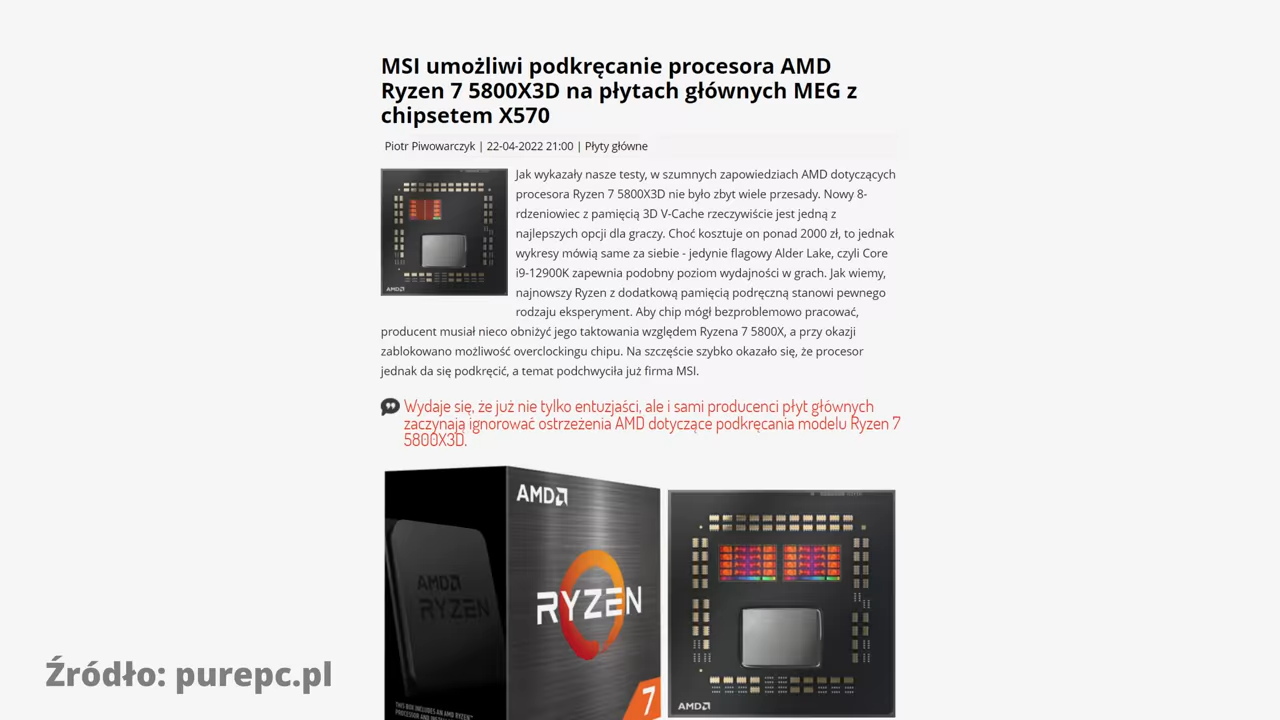 MSI umożliwi podkręcanie procesora AMD
Ryzen 7 5800X3D na płytach głównych MEG z
chipsetem X570
Piotr Piwowarczyk | 22-04-2022 21:00 | Płyty główne
Jak wykazały nasze testy, w szumnych zapowiedziach AMD dotyczących
procesora Ryzen 7 5800X3D nie było zbyt wiele przesady. Nowy 8-
rdzeniowiec z pamięcią 3D V-Cache rzeczywiście jest jedną z
najlepszych opcji dla graczy. Choć kosztuje on ponad 2000 zł, to jednak
wykresy mówią same za siebie - jedynie flagowy Alder Lake, czyli Core
i9-12900K zapewnia podobny poziom wydajności w grach. Jak wiemy,
najnowszy Ryzen z dodatkową pamięcią podręczną stanowi pewnego
rodzaju eksperyment. Aby chip mógł bezproblemowo pracować,
producent musiał nieco obniżyć jego taktowania względem Ryzena 7 5800X, a przy okazji
zablokowano możliwość overclockingu chipu. Na szczęście szybko okazało się, że procesor
jednak da się podkręcić, a temat podchwyciła już firma MSI.
AMD
Wydaje się, że już nie tylko entuzjaści, ale i sami producenci płyt głównych
zaczynają ignorować ostrzeżenia AMD dotyczące podkręcania modelu Ryzen 7
5800X3D.
AMD
AMD
RYZEN
RYZEN
7
THIS BOX INCLUDES AN AMD RYZEN™
AMD
Źródło: purepc.pl